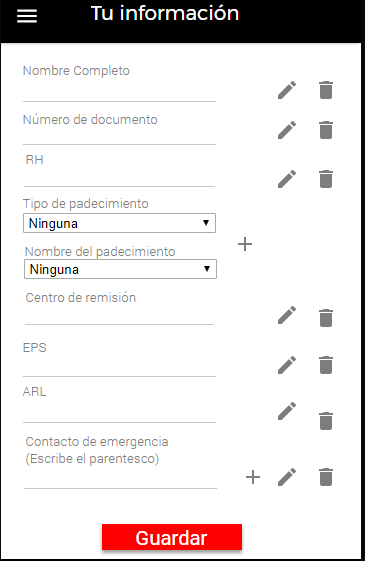 Tu información
Nombre Completo
Número de documento
RH
Tipo de padecimiento
Ninguna
Nombre del padecimiento
Ninguna
Centro de remisión
EPS
ARL
Contacto de emergencia
(Escribe el parentesco)
Guardar